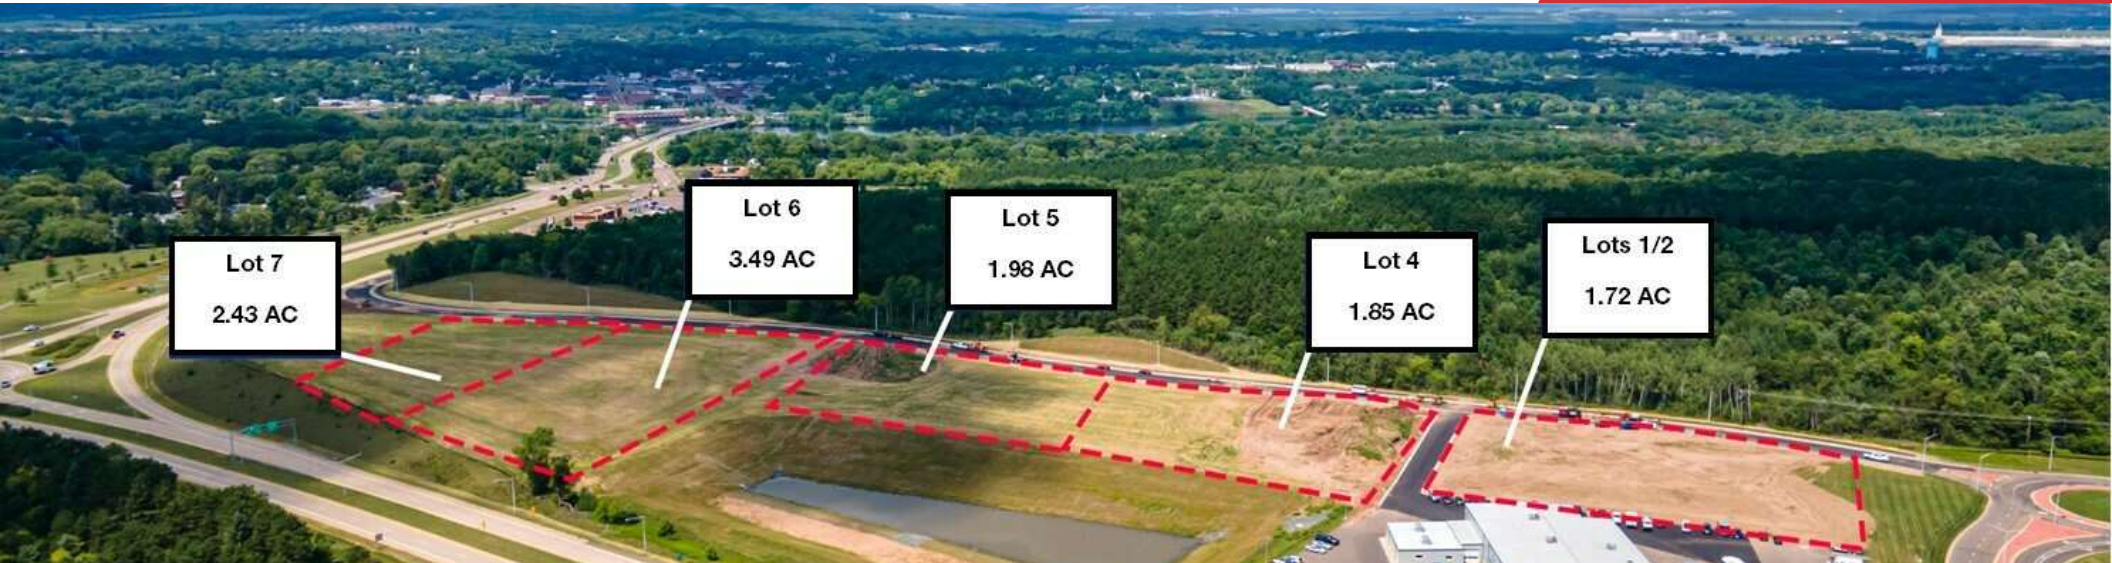 Lot 7
2.43 AC
Lot 6
3.49 AC
Lot 5
1.98 AC
Lot 4
1.85 AC
Lots 1/2
1.72 AC